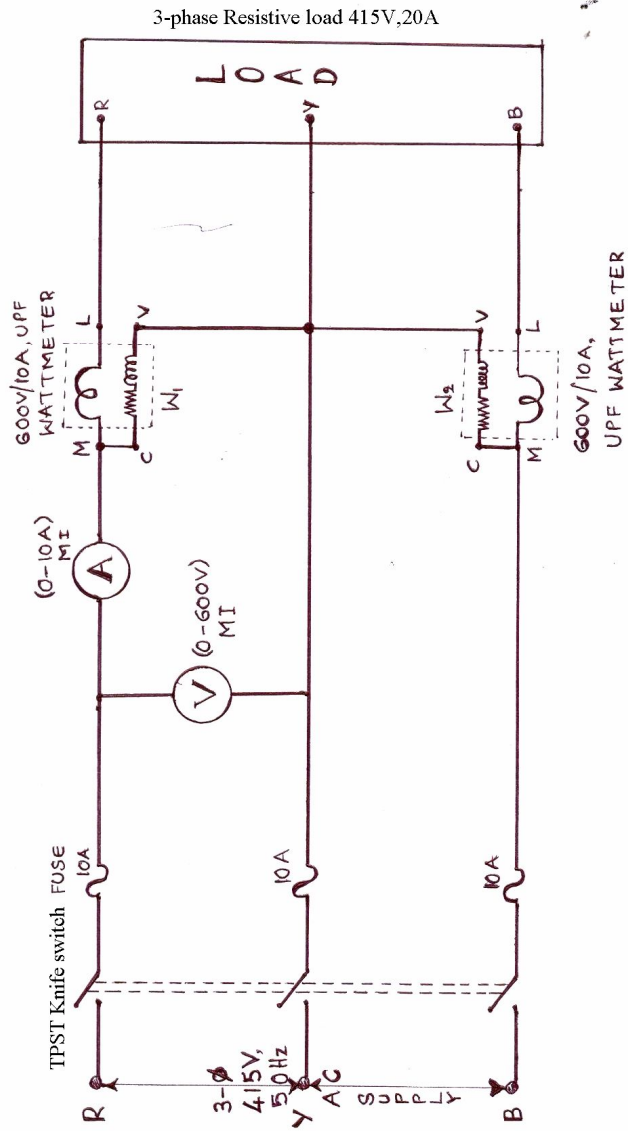 3-phase Resistive load 415V,20A
LOAD
R
Y
B
600V/10A, UPF
WATTMETER
L
V
M
C
W1
V
L
C
M
W2
600V/10A,
UPF WATTMETER
(0-10A)
MI
A
(0-600V)
MI
V
TPST Knife switch FUSE
10A
10A
10A
R
3-Ø
415V,
50Hz
Y
AC
SUPPLY
B